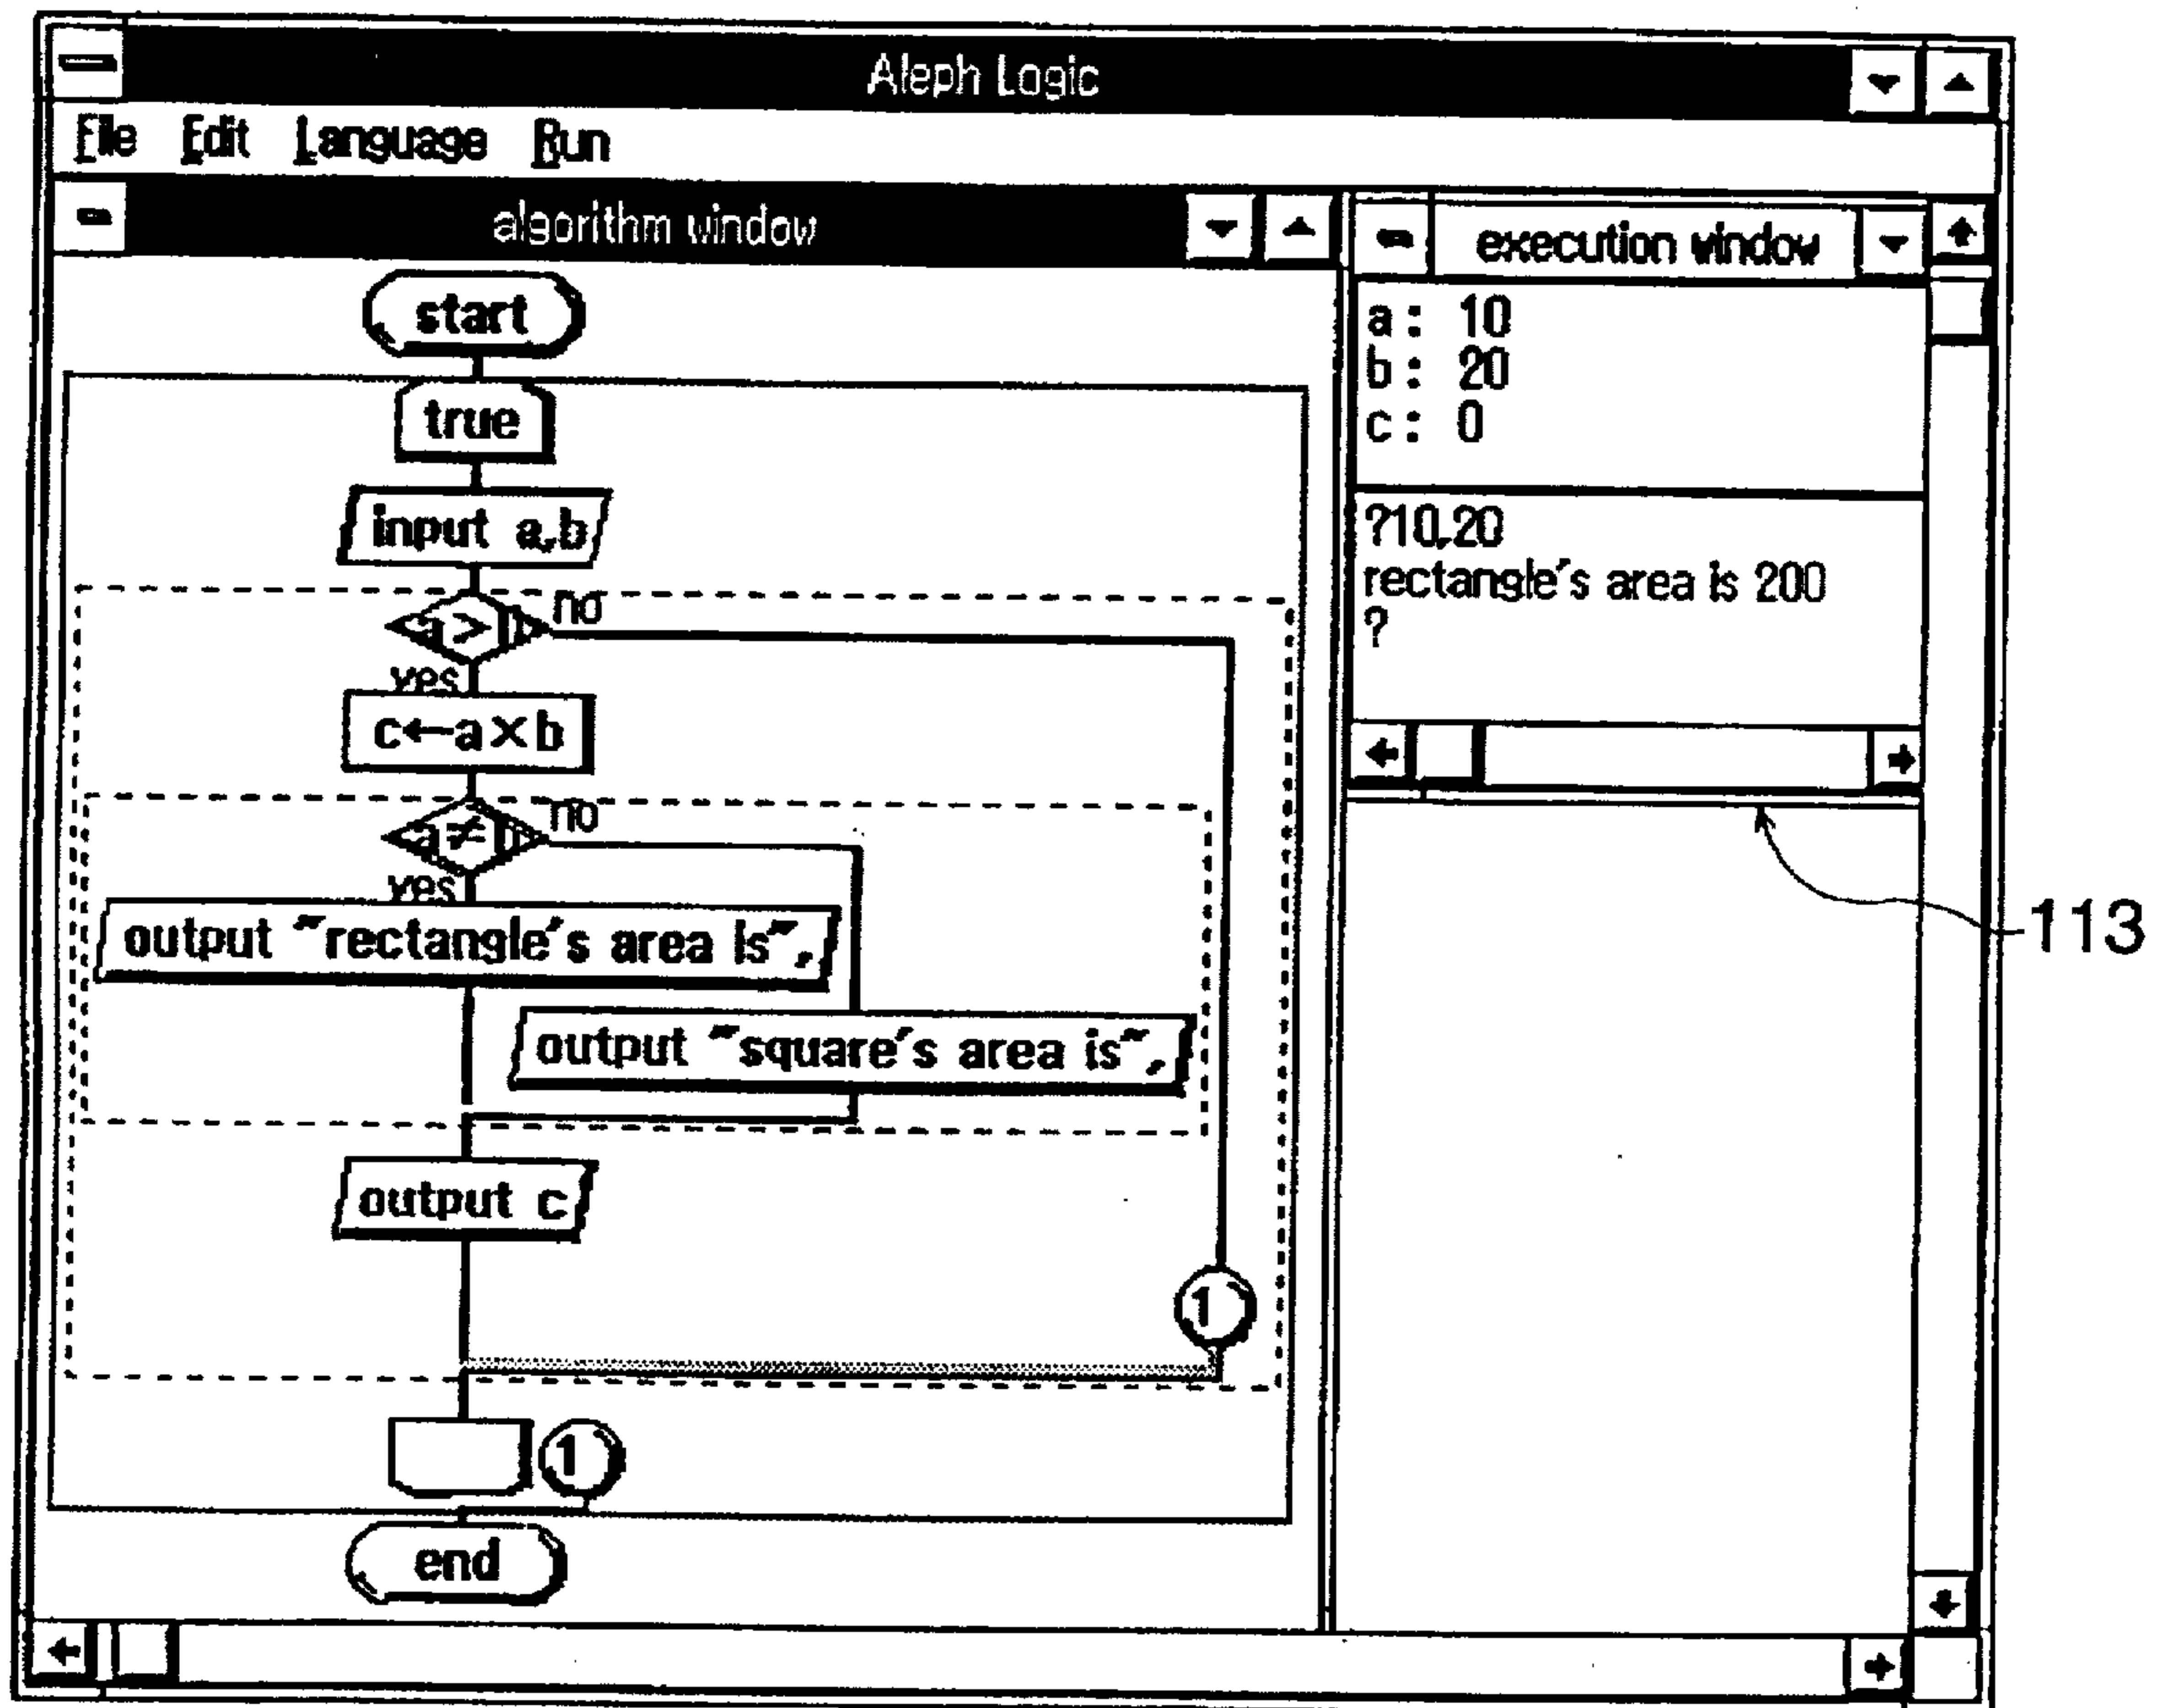 Aleph Logic
File Edit Language Run
algorithm window
start
true
input a,b
no
yes
c←a×b
no
yes
output "rectangle's area is",
output "square's area is",
output c
1
1
end
execution window
a: 10
b: 20
c: 0
?10,20
rectangle's area is 200
?
113